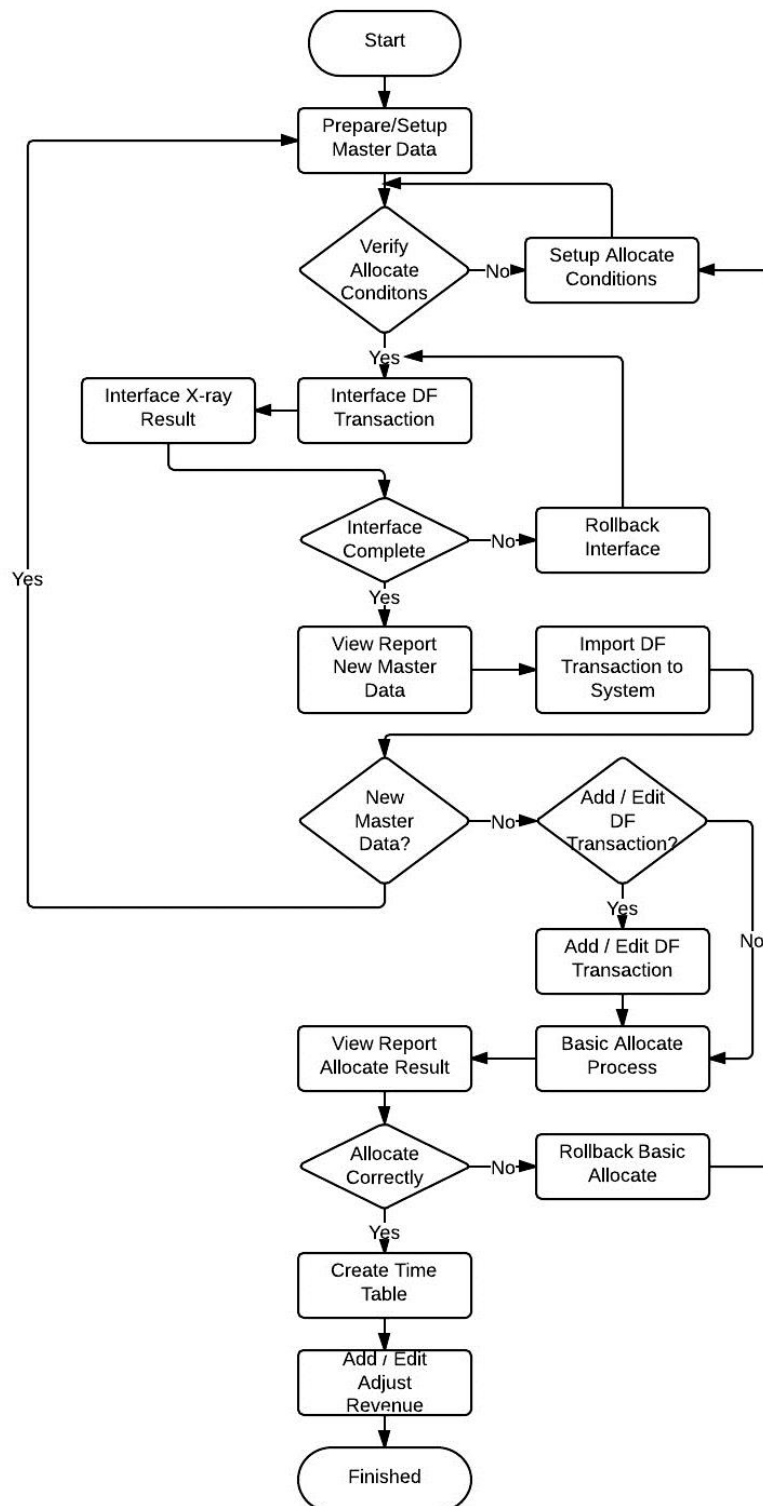 Start
Prepare/Setup
Master Data
Verify
Allocate
Conditons
No
Setup Allocate
Conditions
Yes
Interface X-ray
Result
Interface DF
Transaction
Interface
Complete
No
Rollback
Interface
Yes
Yes
View Report
New Master
Data
Import DF
Transaction to
System
New
Master
Data?
No
Add / Edit
DF
Transaction?
Yes
No
Add / Edit DF
Transaction
View Report
Allocate Result
Basic Allocate
Process
Allocate
Correctly
No
Rollback Basic
Allocate
Yes
Create Time
Table
Add / Edit
Adjust
Revenue
Finished